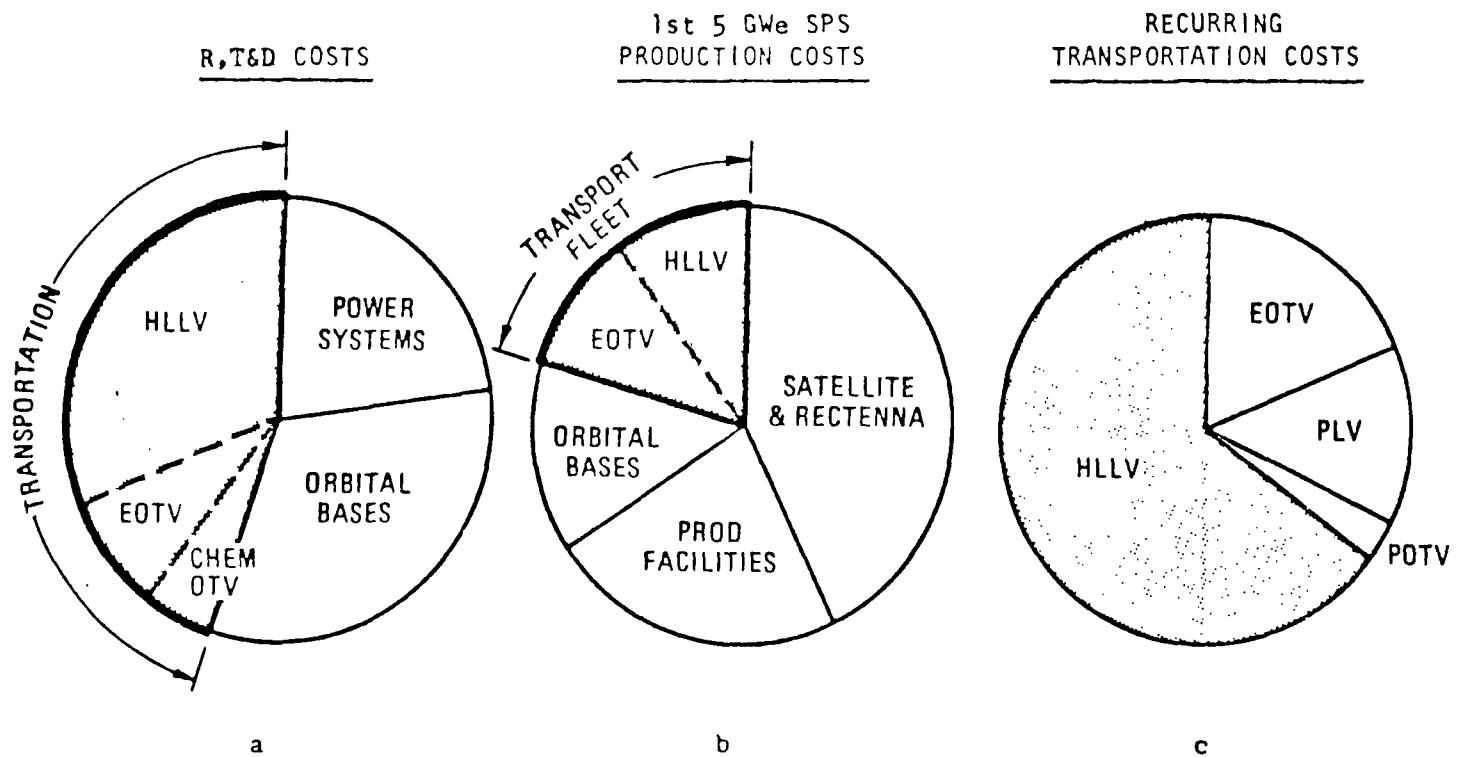 R,T&D COSTS
1st 5 GWe SPS
PRODUCTION COSTS
RECURRING
TRANSPORTATION COSTS
TRANSPORTATION
HLLV
POWER
SYSTEMS
EOTV
CHEM
OTV
ORBITAL
BASES
TRANSPORT
FLEET
HLLV
EOTV
SATELLITE
& RECTENNA
ORBITAL
BASES
PROD
FACILITIES
EOTV
PLV
HLLV
POTV
a
b
c